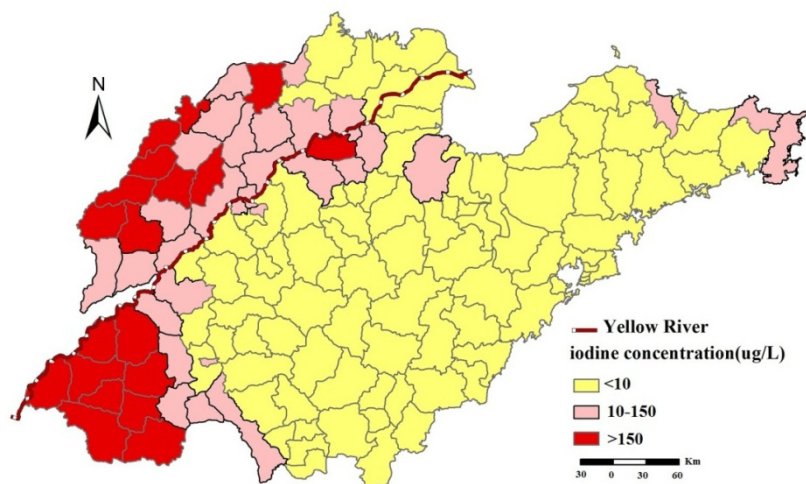 N
Yellow River
iodine concentration(ug/L)
<10
10-150
>150
Km
30 0 30 60